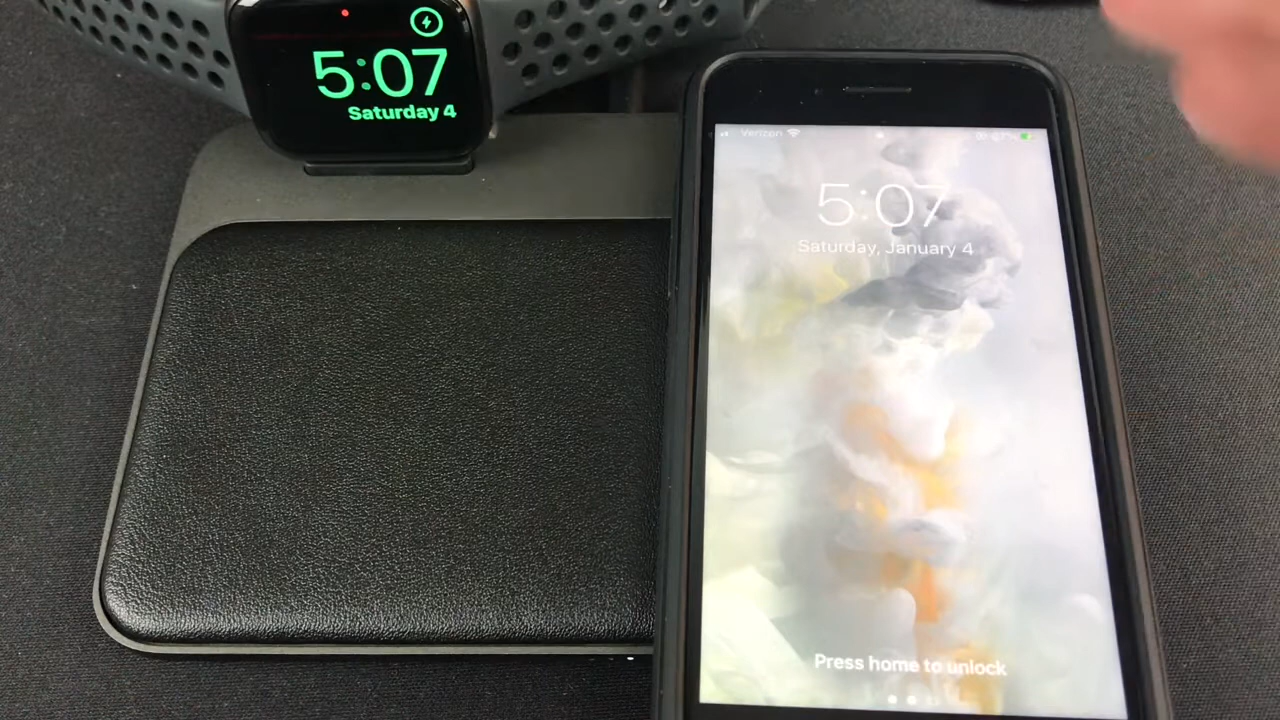 5:07
Saturday 4
Verizon
5:07
Saturday, January 4
Press home to unlock